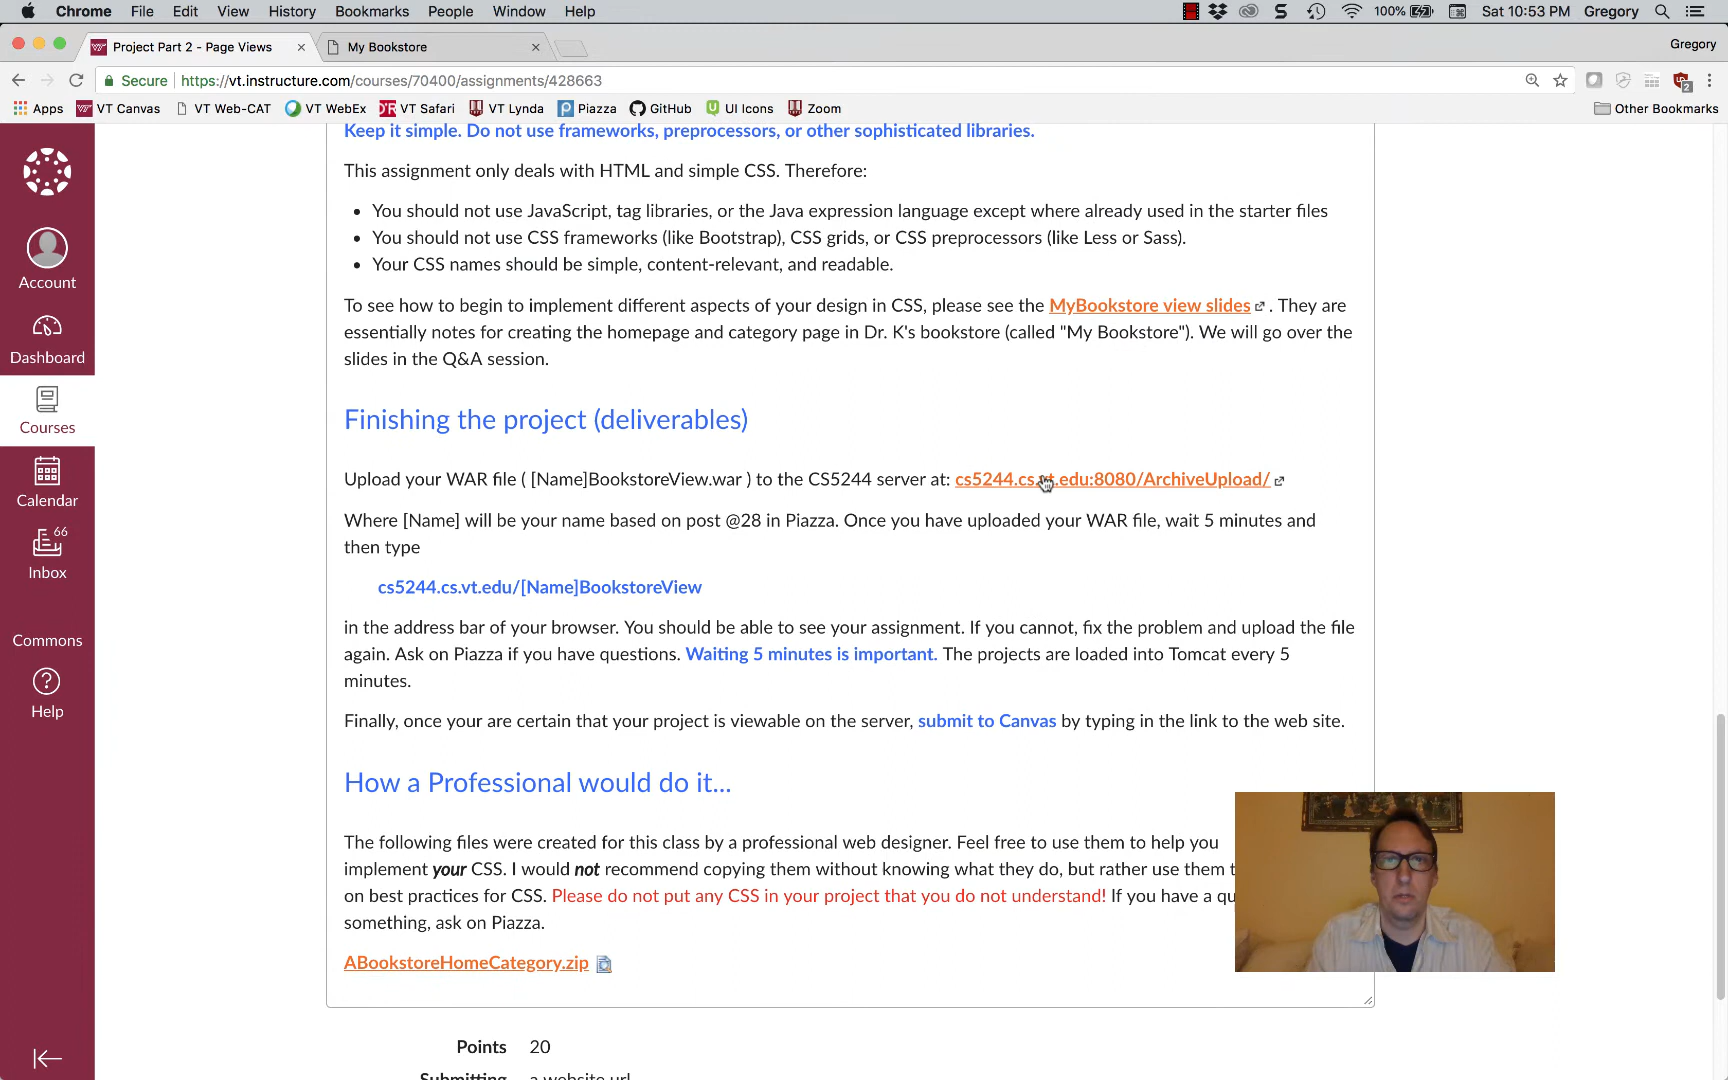 Chrome File Edit View History Bookmarks People Window Help 100% Sat 10:53 PM Gregory
Project Part 2 - Page Views × My Bookstore × Gregory
Secure https://vt.instructure.com/courses/70400/assignments/428663
Apps VT Canvas VT Web-CAT VT WebEx VT Safari VT Lynda Piazza GitHub UI Icons Zoom Other Bookmarks
Account
Dashboard
Courses
Calendar
66
Inbox
Commons
Help
Keep it simple. Do not use frameworks, preprocessors, or other sophisticated libraries.
This assignment only deals with HTML and simple CSS. Therefore:
• You should not use JavaScript, tag libraries, or the Java expression language except where already used in the starter files
• You should not use CSS frameworks (like Bootstrap), CSS grids, or CSS preprocessors (like Less or Sass).
• Your CSS names should be simple, content-relevant, and readable.
To see how to begin to implement different aspects of your design in CSS, please see the MyBookstore view slides . They are
essentially notes for creating the homepage and category page in Dr. K's bookstore (called "My Bookstore"). We will go over the
slides in the Q&A session.
Finishing the project (deliverables)
Upload your WAR file ( [Name]BookstoreView.war ) to the CS5244 server at: cs5244.cs.vt.edu:8080/ArchiveUpload/
Where [Name] will be your name based on post @28 in Piazza. Once you have uploaded your WAR file, wait 5 minutes and
then type
cs5244.cs.vt.edu/[Name]BookstoreView
in the address bar of your browser. You should be able to see your assignment. If you cannot, fix the problem and upload the file
again. Ask on Piazza if you have questions. Waiting 5 minutes is important. The projects are loaded into Tomcat every 5
minutes.
Finally, once your are certain that your project is viewable on the server, submit to Canvas by typing in the link to the web site.
How a Professional would do it...
The following files were created for this class by a professional web designer. Feel free to use them to help you
implement your CSS. I would not recommend copying them without knowing what they do, but rather use them t
on best practices for CSS. Please do not put any CSS in your project that you do not understand! If you have a qu
something, ask on Piazza.
ABookstoreHomeCategory.zip
Points 20
Submitting a website url